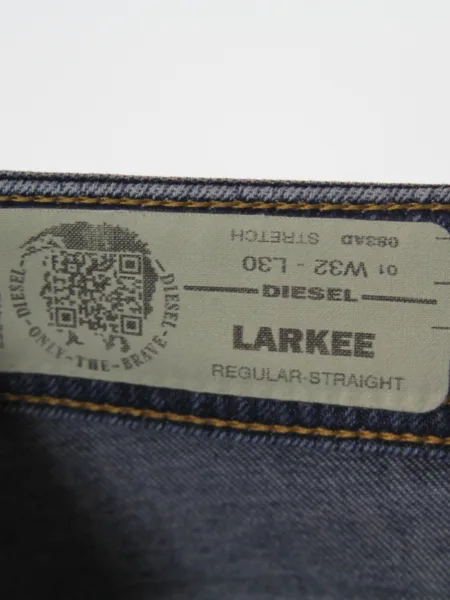 083AD STRETCH
01 W32 - L30
DIESEL
LARKEE
REGULAR-STRAIGHT
DIESEL - ONLY - THE - BRAVE - DIESEL